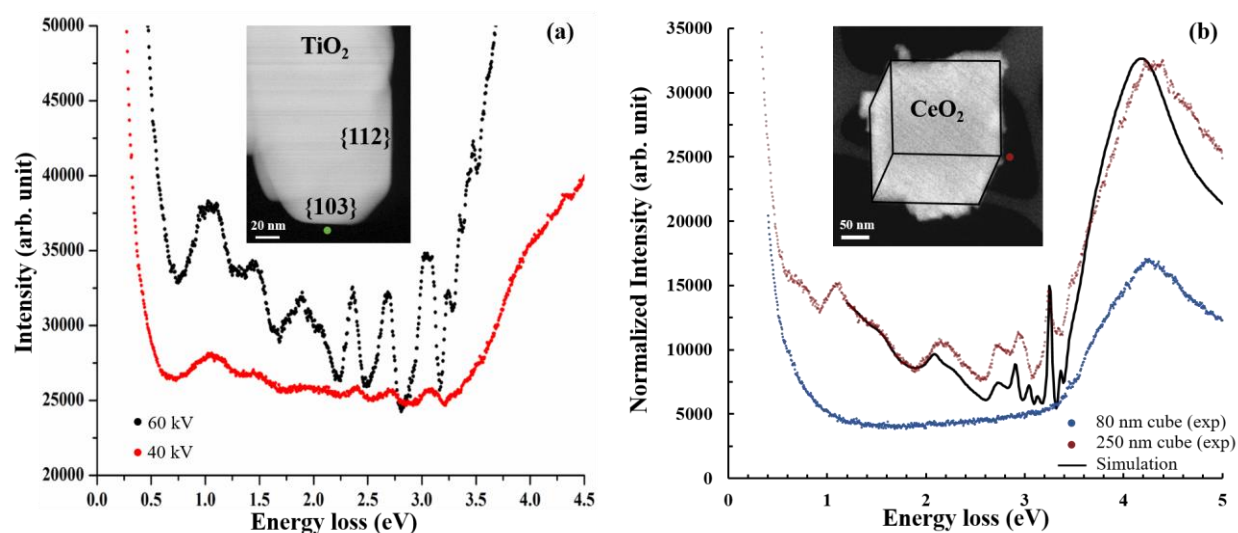 (a)
TiO₂
{112}
{103}
20 nm
60 kV
40 kV
Intensity (arb. unit)
50000
45000
40000
35000
30000
25000
20000
0.0 0.5 1.0 1.5 2.0 2.5 3.0 3.5 4.0 4.5
Energy loss (eV)
(b)
CeO₂
50 nm
80 nm cube (exp)
250 nm cube (exp)
Simulation
Normalized Intensity (arb. unit)
35000
30000
25000
20000
15000
10000
5000
0
0 1 2 3 4 5
Energy loss (eV)